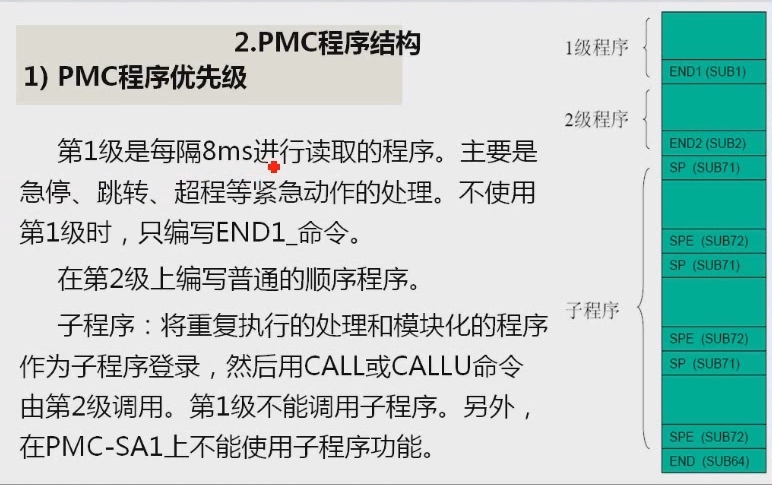 2.PMC程序结构
1) PMC程序优先级
第1级是每隔8ms进行读取的程序。主要是
急停、跳转、超程等紧急动作的处理。不使用
第1级时，只编写END1_命令。
在第2级上编写普通的顺序程序。
子程序：将重复执行的处理和模块化的程序
作为子程序登录，然后用CALL或CALLU命令
由第2级调用。第1级不能调用子程序。另外，
在PMC-SA1上不能使用子程序功能。
1级程序
END1 (SUB1)
2级程序
END2 (SUB2)
SP (SUB71)
SPE (SUB72)
SP (SUB71)
子程序
SPE (SUB72)
SP (SUB71)
SPE (SUB72)
END (SUB64)